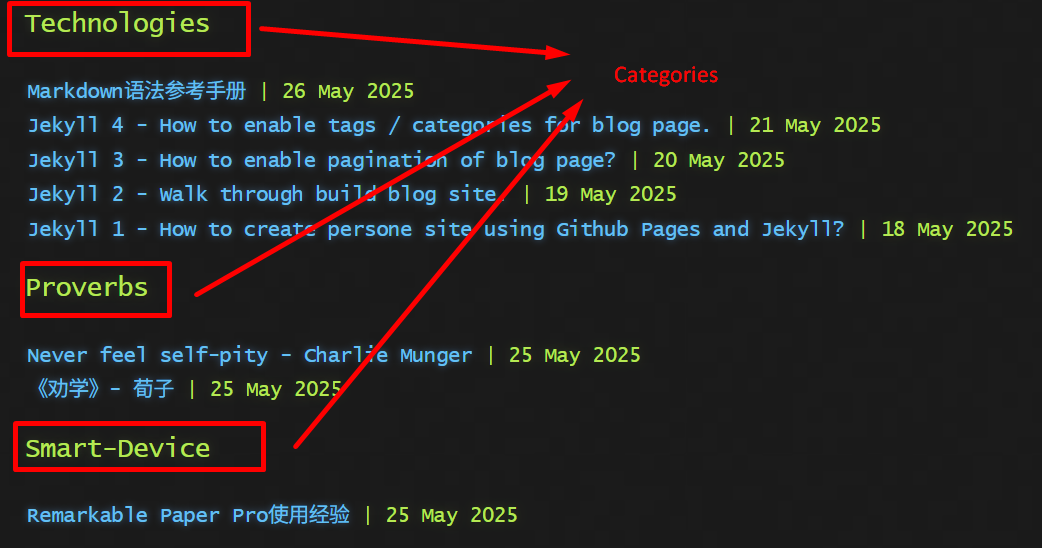 Technologies
Categories
Markdown语法参考手册 | 26 May 2025
Jekyll 4 - How to enable tags / categories for blog page. | 21 May 2025
Jekyll 3 - How to enable pagination of blog page? | 20 May 2025
Jekyll 2 - Walk through build blog site. | 19 May 2025
Jekyll 1 - How to create persone site using Github Pages and Jekyll? | 18 May 2025
Proverbs
Never feel self-pity - Charlie Munger | 25 May 2025
《劝学》- 荀子 | 25 May 2025
Smart-Device
Remarkable Paper Pro使用经验 | 25 May 2025